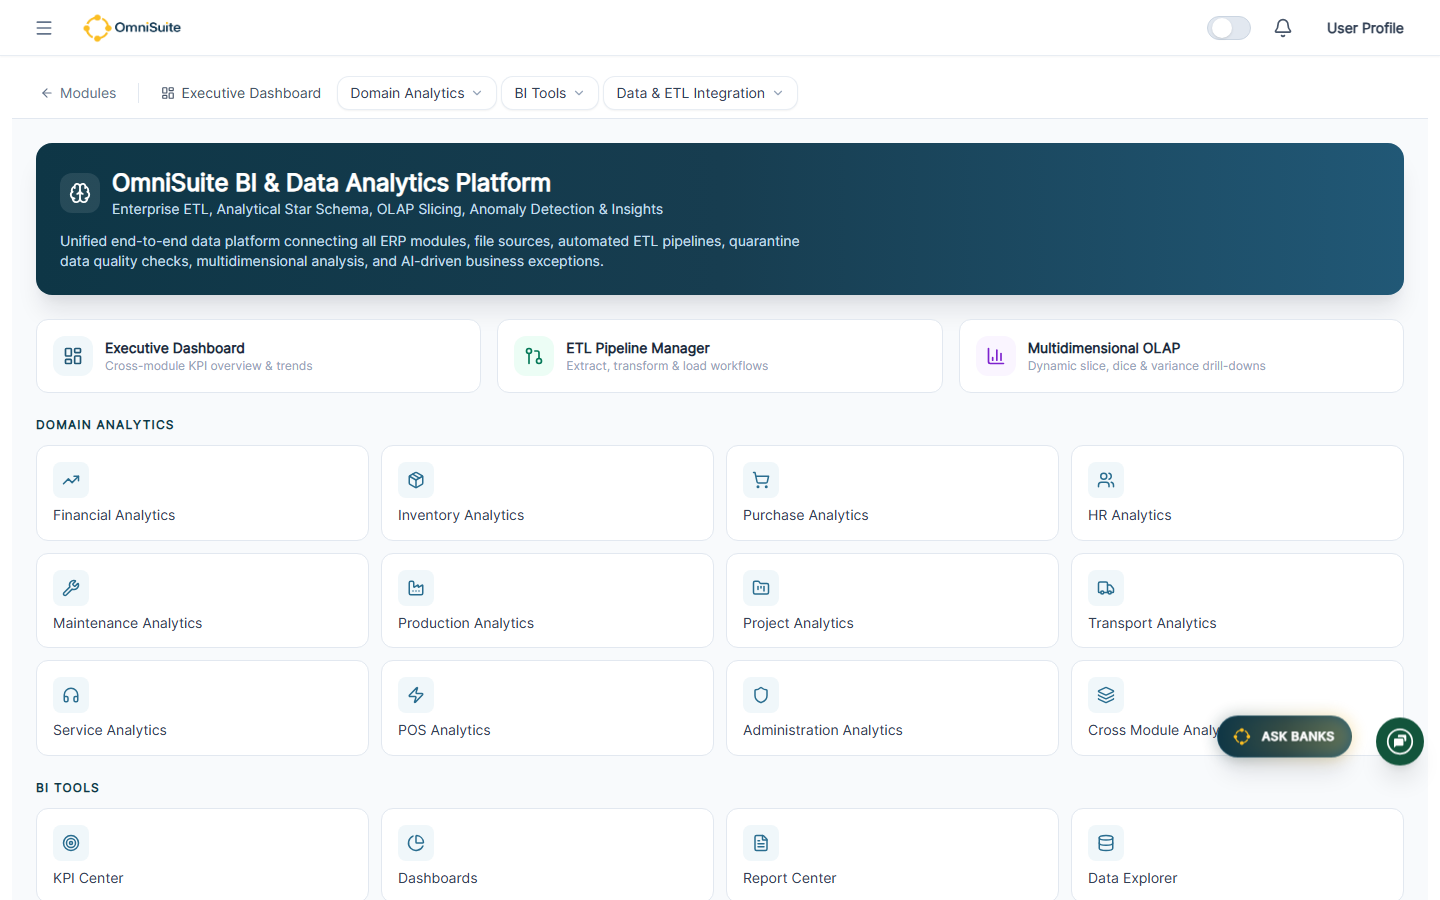 OmniSuite
User Profile
Modules
Executive Dashboard
Domain Analytics
BI Tools
Data & ETL Integration
OmniSuite BI & Data Analytics Platform
Enterprise ETL, Analytical Star Schema, OLAP Slicing, Anomaly Detection & Insights
Unified end-to-end data platform connecting all ERP modules, file sources, automated ETL pipelines, quarantine
data quality checks, multidimensional analysis, and AI-driven business exceptions.
Executive Dashboard
Cross-module KPI overview & trends
ETL Pipeline Manager
Extract, transform & load workflows
Multidimensional OLAP
Dynamic slice, dice & variance drill-downs
DOMAIN ANALYTICS
Financial Analytics
Inventory Analytics
Purchase Analytics
HR Analytics
Maintenance Analytics
Production Analytics
Project Analytics
Transport Analytics
Service Analytics
POS Analytics
Administration Analytics
Cross Module Analy
ASK BANKS
BI TOOLS
KPI Center
Dashboards
Report Center
Data Explorer